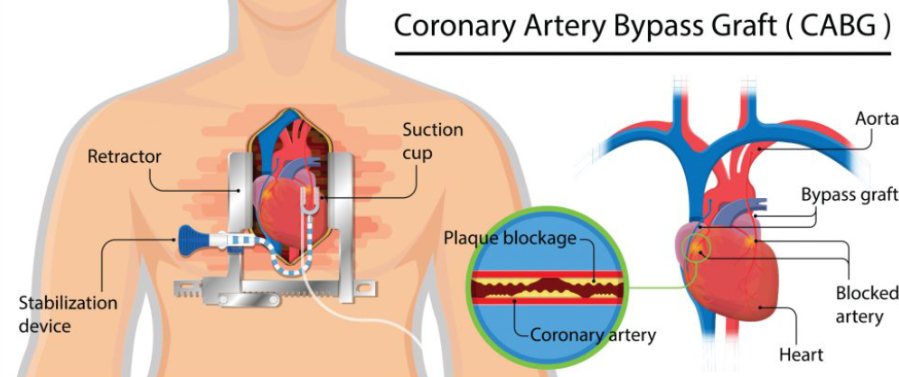 Coronary Artery Bypass Graft ( CABG )
Retractor
Suction
cup
Stabilization
device
Plaque blockage
Coronary artery
Aorta
Bypass graft
Blocked
artery
Heart